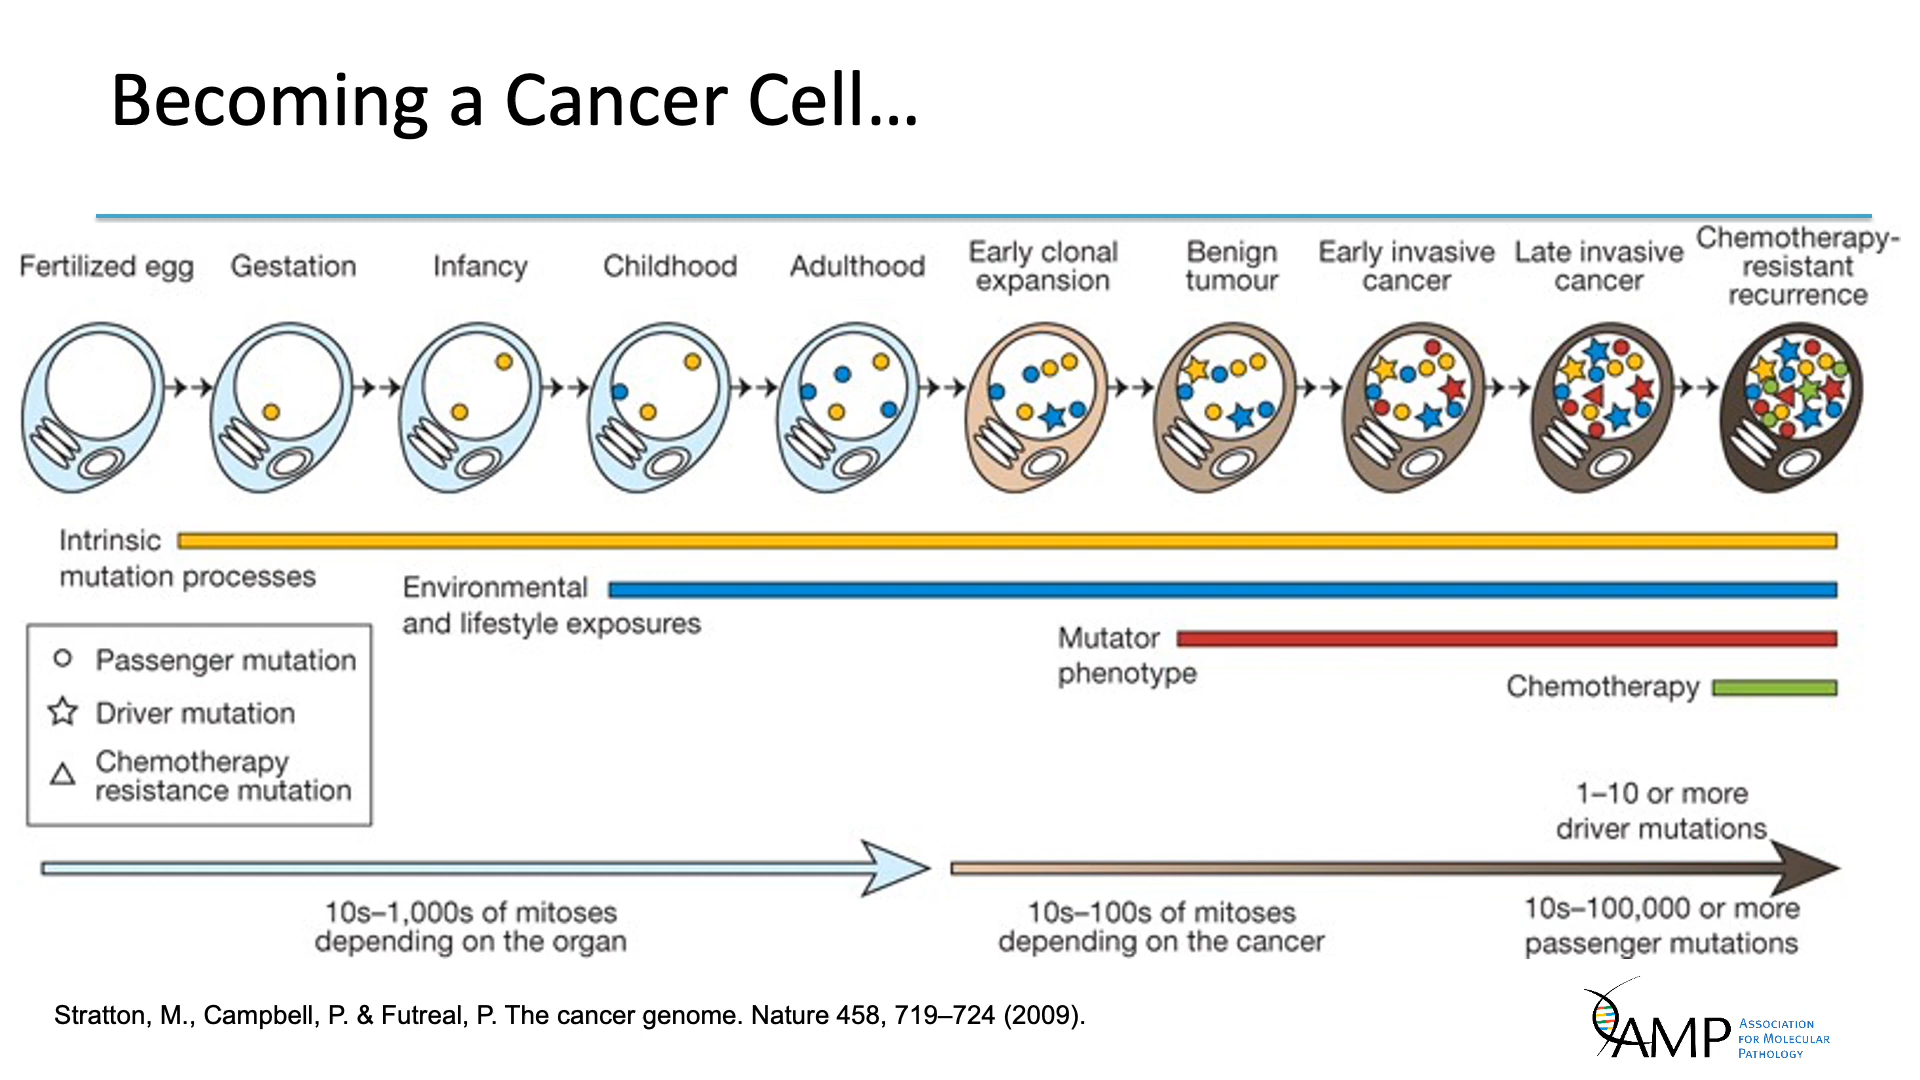 Becoming a Cancer Cell...
Fertilized egg
Gestation
Infancy
Childhood
Adulthood
Early clonal
expansion
Benign
tumour
Early invasive
cancer
Late invasive
cancer
Chemotherapy-
resistant
recurrence
Intrinsic
mutation processes
Environmental
and lifestyle exposures
Mutator
phenotype
Chemotherapy
Passenger mutation
Driver mutation
Chemotherapy
resistance mutation
1–10 or more
driver mutations
10s–1,000s of mitoses
depending on the organ
10s–100s of mitoses
depending on the cancer
10s–100,000 or more
passenger mutations
Stratton, M., Campbell, P. & Futreal, P. The cancer genome. Nature 458, 719–724 (2009).
AMP
ASSOCIATION
FOR MOLECULAR
PATHOLOGY